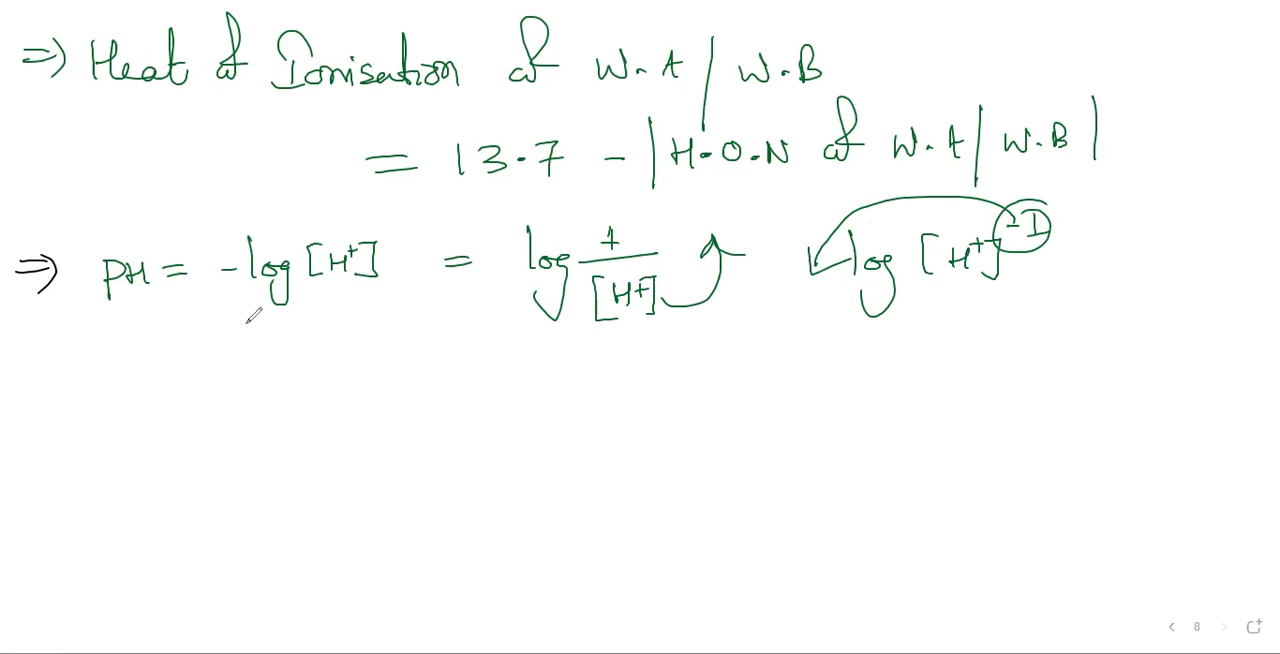 ⇒ Heat of Ionisation of W.A / W.B
= 13.7 - |H.O.N of W.A / W.B|
⇒ PH = -log [H+] = log 1/[H+] log [H+]-1
8